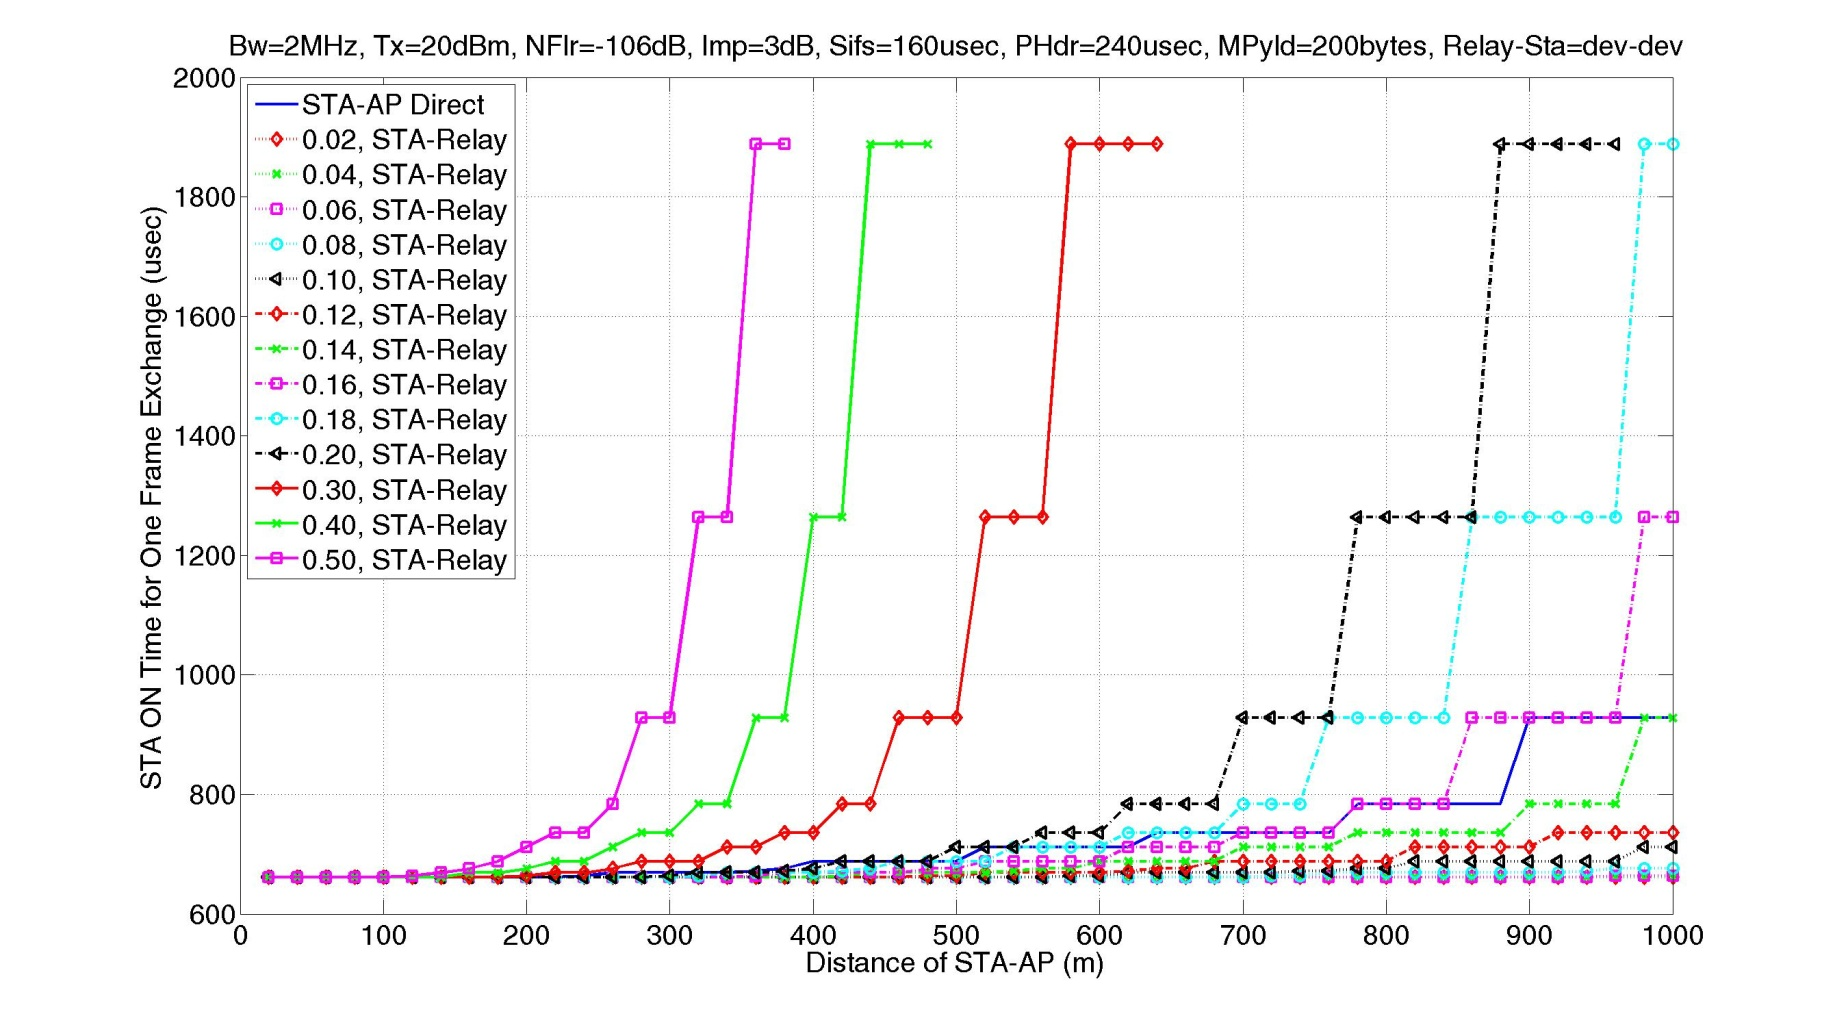 Bw=2MHz, Tx=20dBm, NFlr=-106dB, Imp=3dB, Sifs=160usec, PHdr=240usec, MPyld=200bytes, Relay-Sta=dev-dev
STA ON Time for One Frame Exchange (usec)
2000
1800
1600
1400
1200
1000
800
600
STA-AP Direct
0.02, STA-Relay
0.04, STA-Relay
0.06, STA-Relay
0.08, STA-Relay
0.10, STA-Relay
0.12, STA-Relay
0.14, STA-Relay
0.16, STA-Relay
0.18, STA-Relay
0.20, STA-Relay
0.30, STA-Relay
0.40, STA-Relay
0.50, STA-Relay
0 100 200 300 400 500 600 700 800 900 1000
Distance of STA-AP (m)